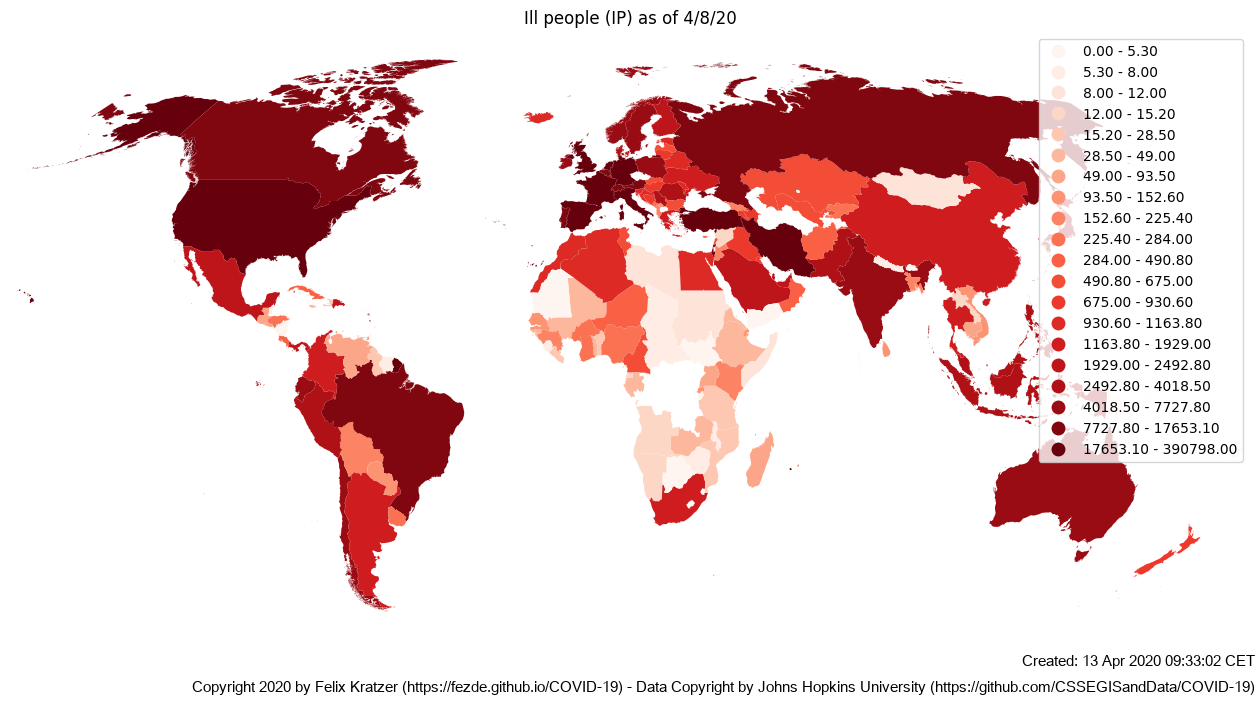 Ill people (IP) as of 4/8/20
0.00 - 5.30
5.30 - 8.00
8.00 - 12.00
12.00 - 15.20
15.20 - 28.50
28.50 - 49.00
49.00 - 93.50
93.50 - 152.60
152.60 - 225.40
225.40 - 284.00
284.00 - 490.80
490.80 - 675.00
675.00 - 930.60
930.60 - 1163.80
1163.80 - 1929.00
1929.00 - 2492.80
2492.80 - 4018.50
4018.50 - 7727.80
7727.80 - 17653.10
17653.10 - 390798.00
Created: 13 Apr 2020 09:33:02 CET
Copyright 2020 by Felix Kratzer (https://fezde.github.io/COVID-19) - Data Copyright by Johns Hopkins University (https://github.com/CSSEGISandData/COVID-19)